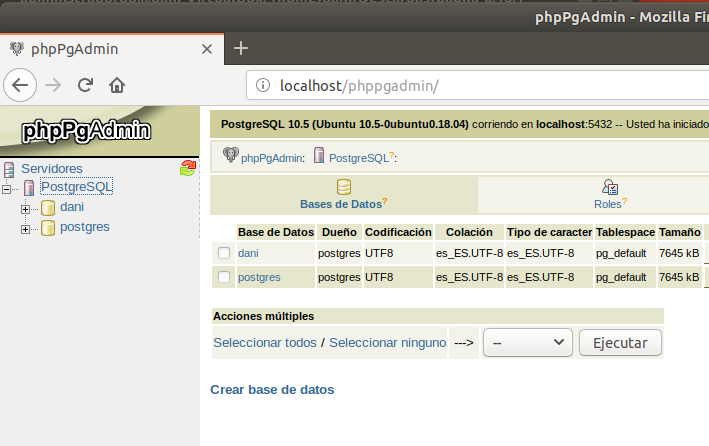 phpPgAdmin - Mozilla Fir
phpPgAdmin
localhost/phppgadmin/
phpPgAdmin
Servidores
PostgreSQL
dani
postgres
PostgreSQL 10.5 (Ubuntu 10.5-0ubuntu0.18.04) corriendo en localhost:5432 -- Usted ha iniciado
phpPgAdmin: PostgreSQL?:
Bases de Datos? Roles?
Base de Datos Dueño Codificación Colación Tipo de caracter Tablespace Tamaño
dani postgres UTF8 es_ES.UTF-8 es_ES.UTF-8 pg_default 7645 kB
postgres postgres UTF8 es_ES.UTF-8 es_ES.UTF-8 pg_default 7645 kB
Acciones múltiples
Seleccionar todos / Seleccionar ninguno ---> -- Ejecutar
Crear base de datos